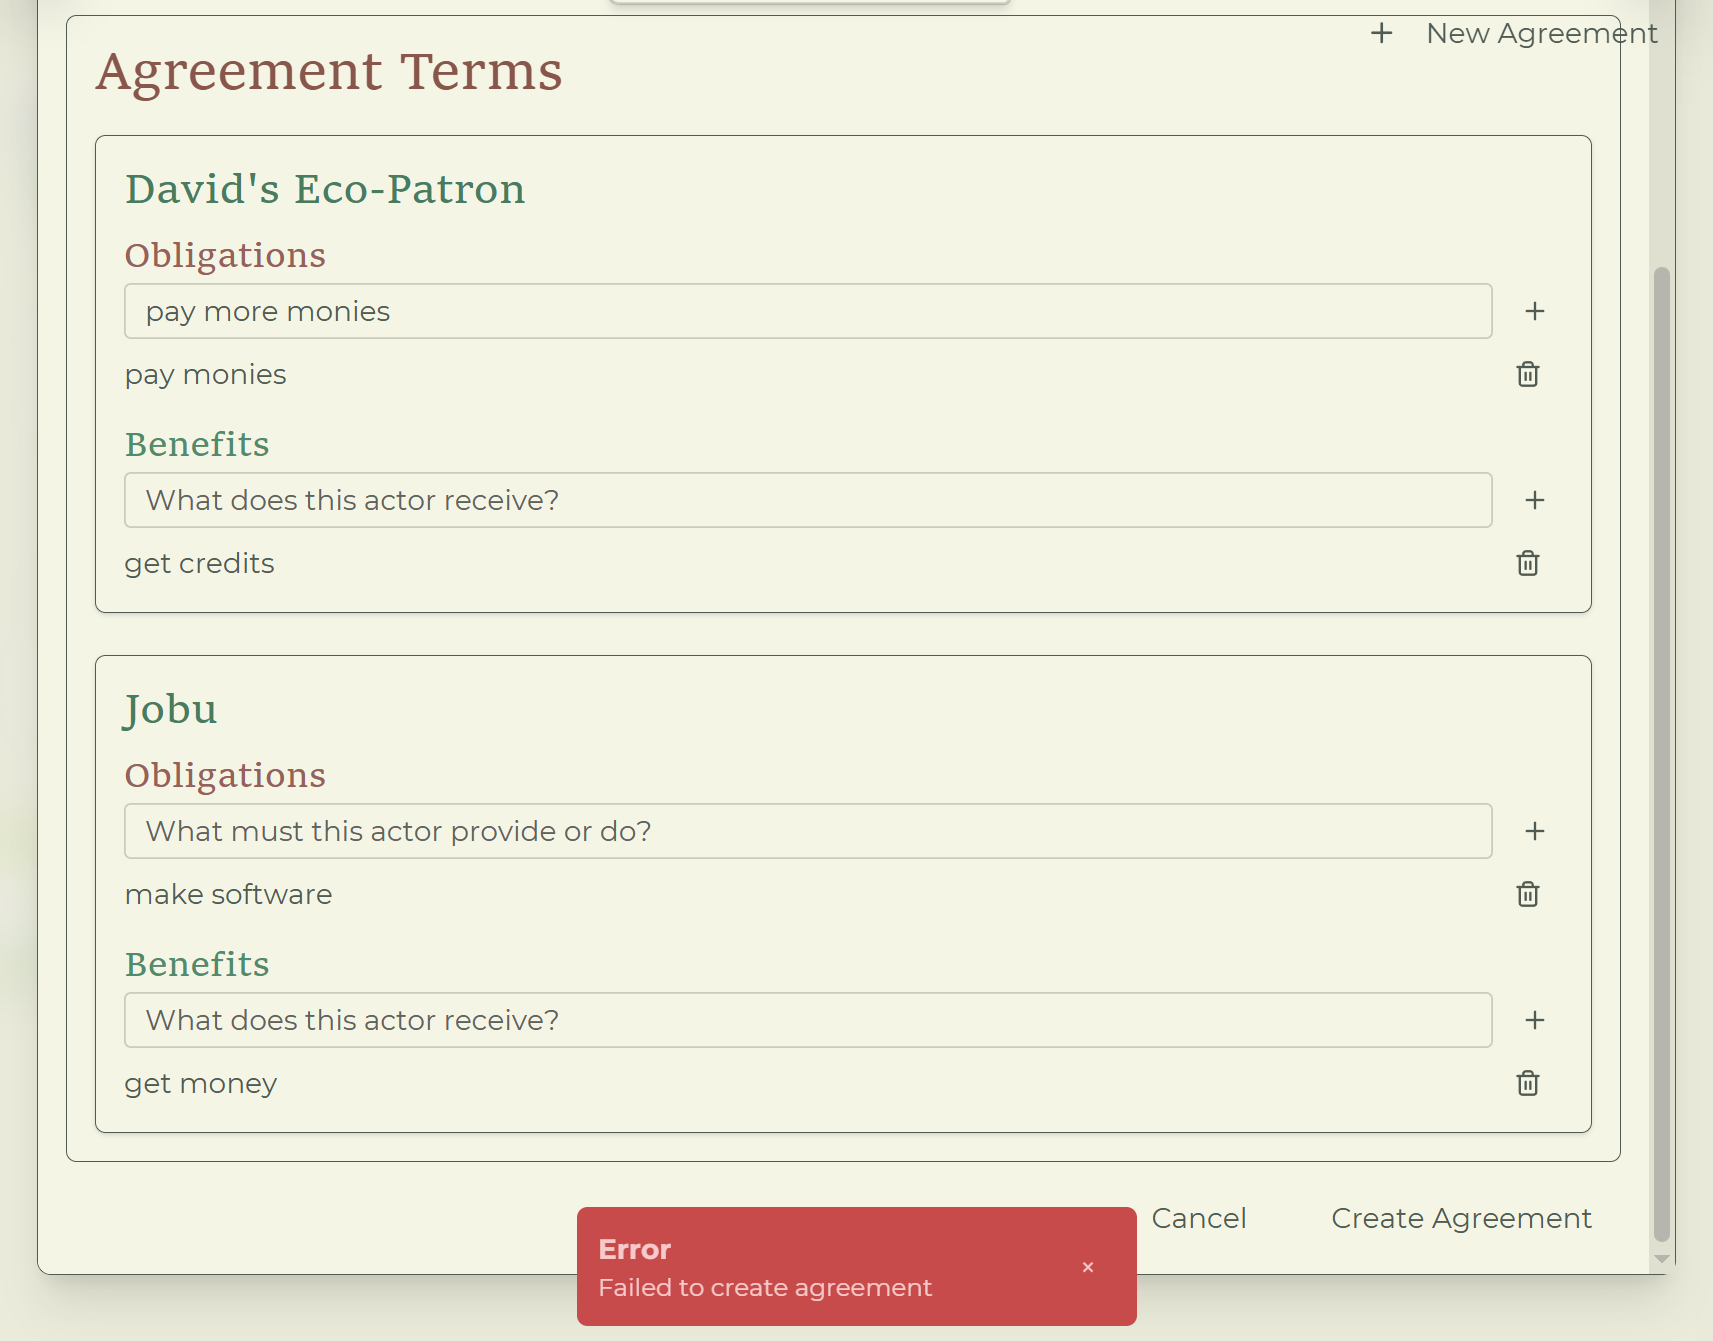 + New Agreement
Agreement Terms
David's Eco-Patron
Obligations
pay more monies
+
pay monies
Benefits
What does this actor receive?
+
get credits
Jobu
Obligations
What must this actor provide or do?
+
make software
Benefits
What does this actor receive?
+
get money
Cancel
Create Agreement
Error
Failed to create agreement
×